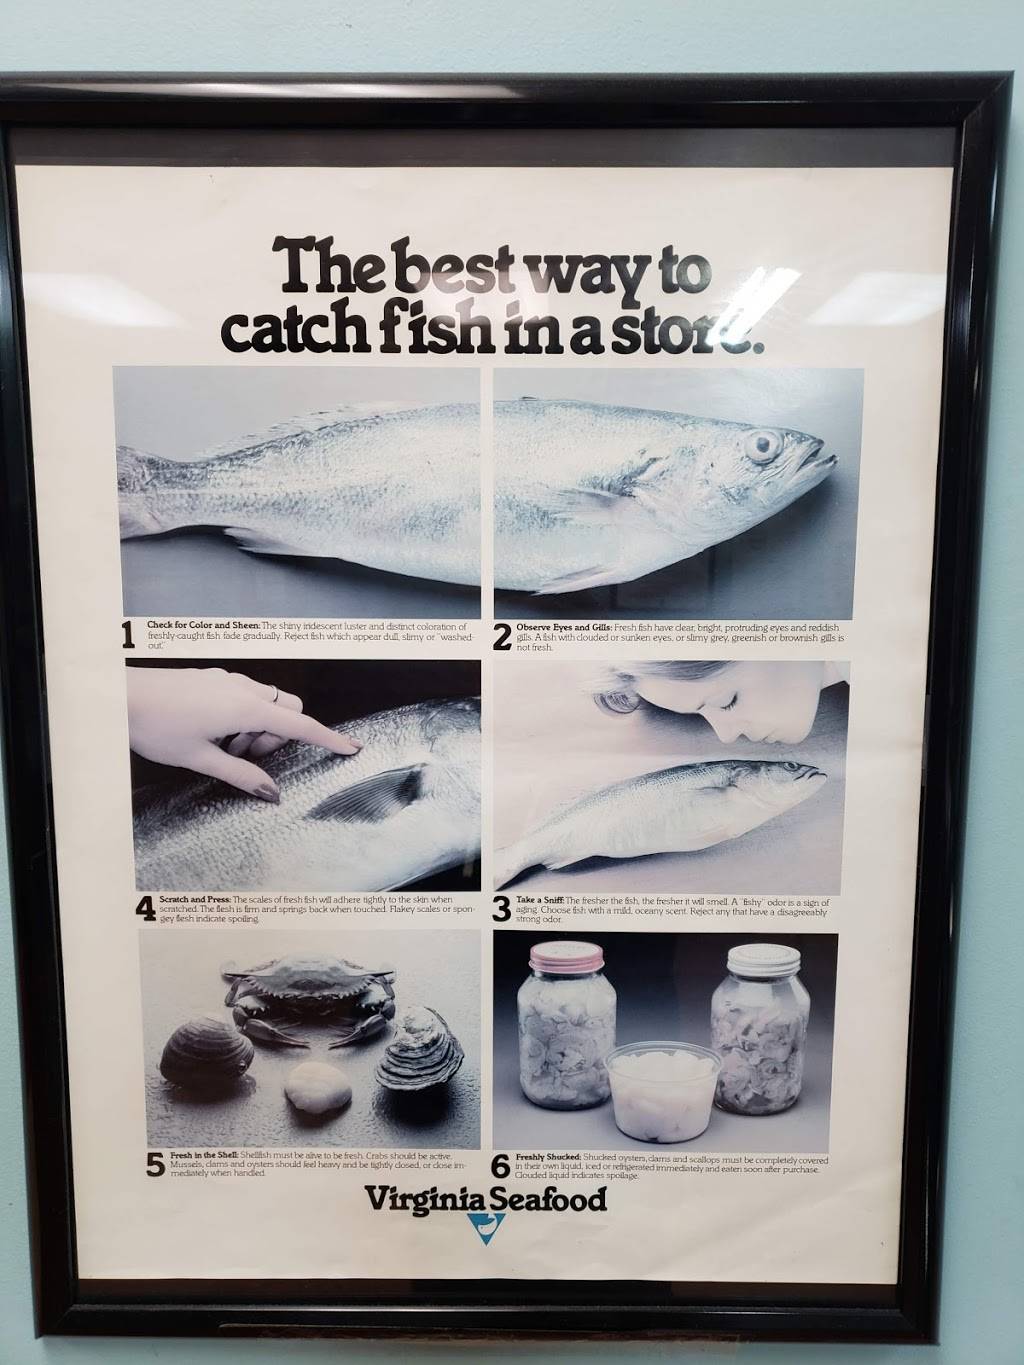 The best way to
catch fish in a store.
1 Check for Color and Sheen: The shiny iridescent luster and distinct coloration of
freshly-caught fish fade gradually. Reject fish which appear dull, slimy or "washed-
out."
2 Observe Eyes and Gills: Fresh fish have clear, bright, protruding eyes and reddish
gills. A fish with clouded or sunken eyes, or slimy grey, greenish or brownish gills is
not fresh.
4 Scratch and Press: The scales of fresh fish will adhere tightly to the skin when
scratched. The flesh is firm and springs back when touched. Flakey scales or spon-
gey flesh indicate spoiling.
3 Take a Sniff: The fresher the fish, the fresher it will smell. A "fishy" odor is a sign of
aging. Choose fish with a mild, oceany scent. Reject any that have a disagreeably
strong odor.
5 Fresh in the Shell: Shellfish must be alive to be fresh. Crabs should be active.
Mussels, clams and oysters should feel heavy and be tightly closed, or close im-
mediately when handled.
6 Freshly Shucked: Shucked oysters, clams and scallops must be completely covered
in their own liquid, iced or refrigerated immediately and eaten soon after purchase.
Clouded liquid indicates spoilage.
Virginia Seafood